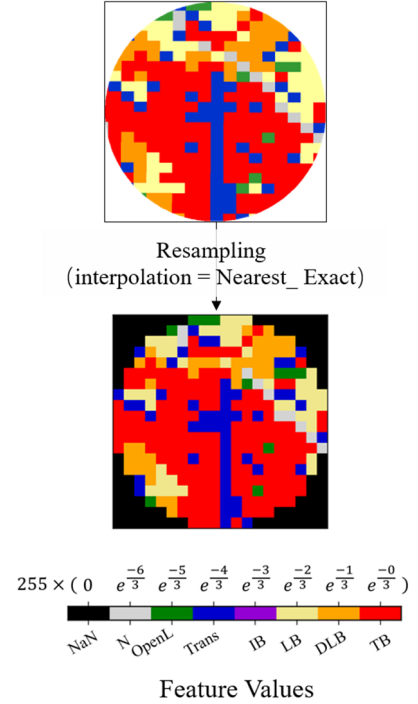 Resampling
(interpolation = Nearest_ Exact)
255 × ( 0 e^{-6/3} e^{-5/3} e^{-4/3} e^{-3/3} e^{-2/3} e^{-1/3} e^{-0/3} )
NaN N OpenL Trans IB LB DLB TB
Feature Values